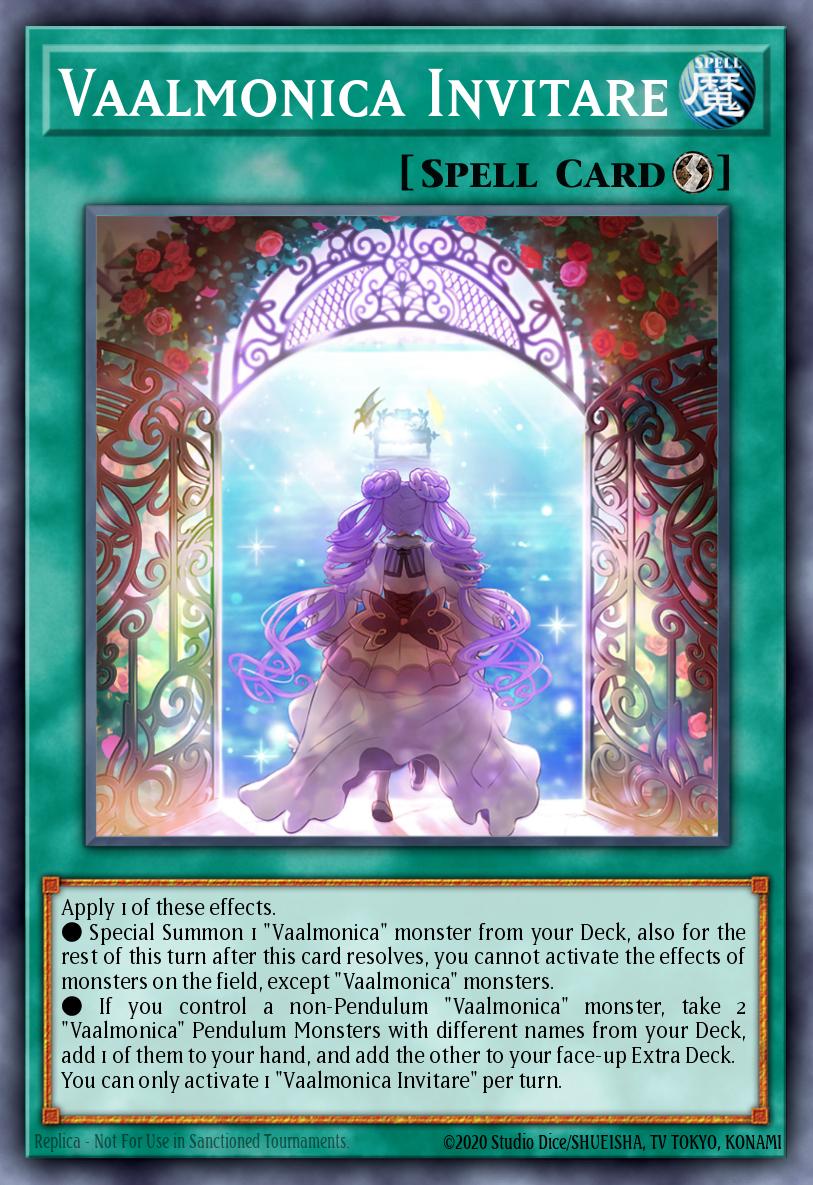 Vaalmonica Invitare
SPELL
魔
[Spell Card]
Apply 1 of these effects.
● Special Summon 1 "Vaalmonica" monster from your Deck, also for the
rest of this turn after this card resolves, you cannot activate the effects of
monsters on the field, except "Vaalmonica" monsters.
● If you control a non-Pendulum "Vaalmonica" monster, take 2
"Vaalmonica" Pendulum Monsters with different names from your Deck,
add 1 of them to your hand, and add the other to your face-up Extra Deck.
You can only activate 1 "Vaalmonica Invitare" per turn.
Replica - Not For Use in Sanctioned Tournaments.
©2020 Studio Dice/SHUEISHA, TV TOKYO, KONAMI